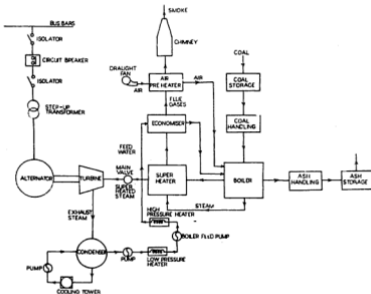 SMOKE
BUS BARS
ISOLATOR
CHIMNEY
CIRCUIT BREAKER
COAL
ISOLATOR
DRAUGHT
FAN
AIR
PRE HEATER
AIR
AIR
COAL
STORAGE
STEP-UP
TRANSFORMER
FLUE
GASES
ECONOMISER
COAL
HANDLING
FEED
WATER
MAIN
VALVE
ALTERNATOR
TURBINE
SUPER
HEATED
STEAM
SUPER
HEATER
BOILER
ASH
HANDLING
ASH
STORAGE
STEAM
EXHAUST
STEAM
HIGH
PRESSURE HEATER
BOILER FEED PUMP
CONDENSOR
PUMP
PUMP
LOW PRESSURE
HEATER
COOLING TOWER